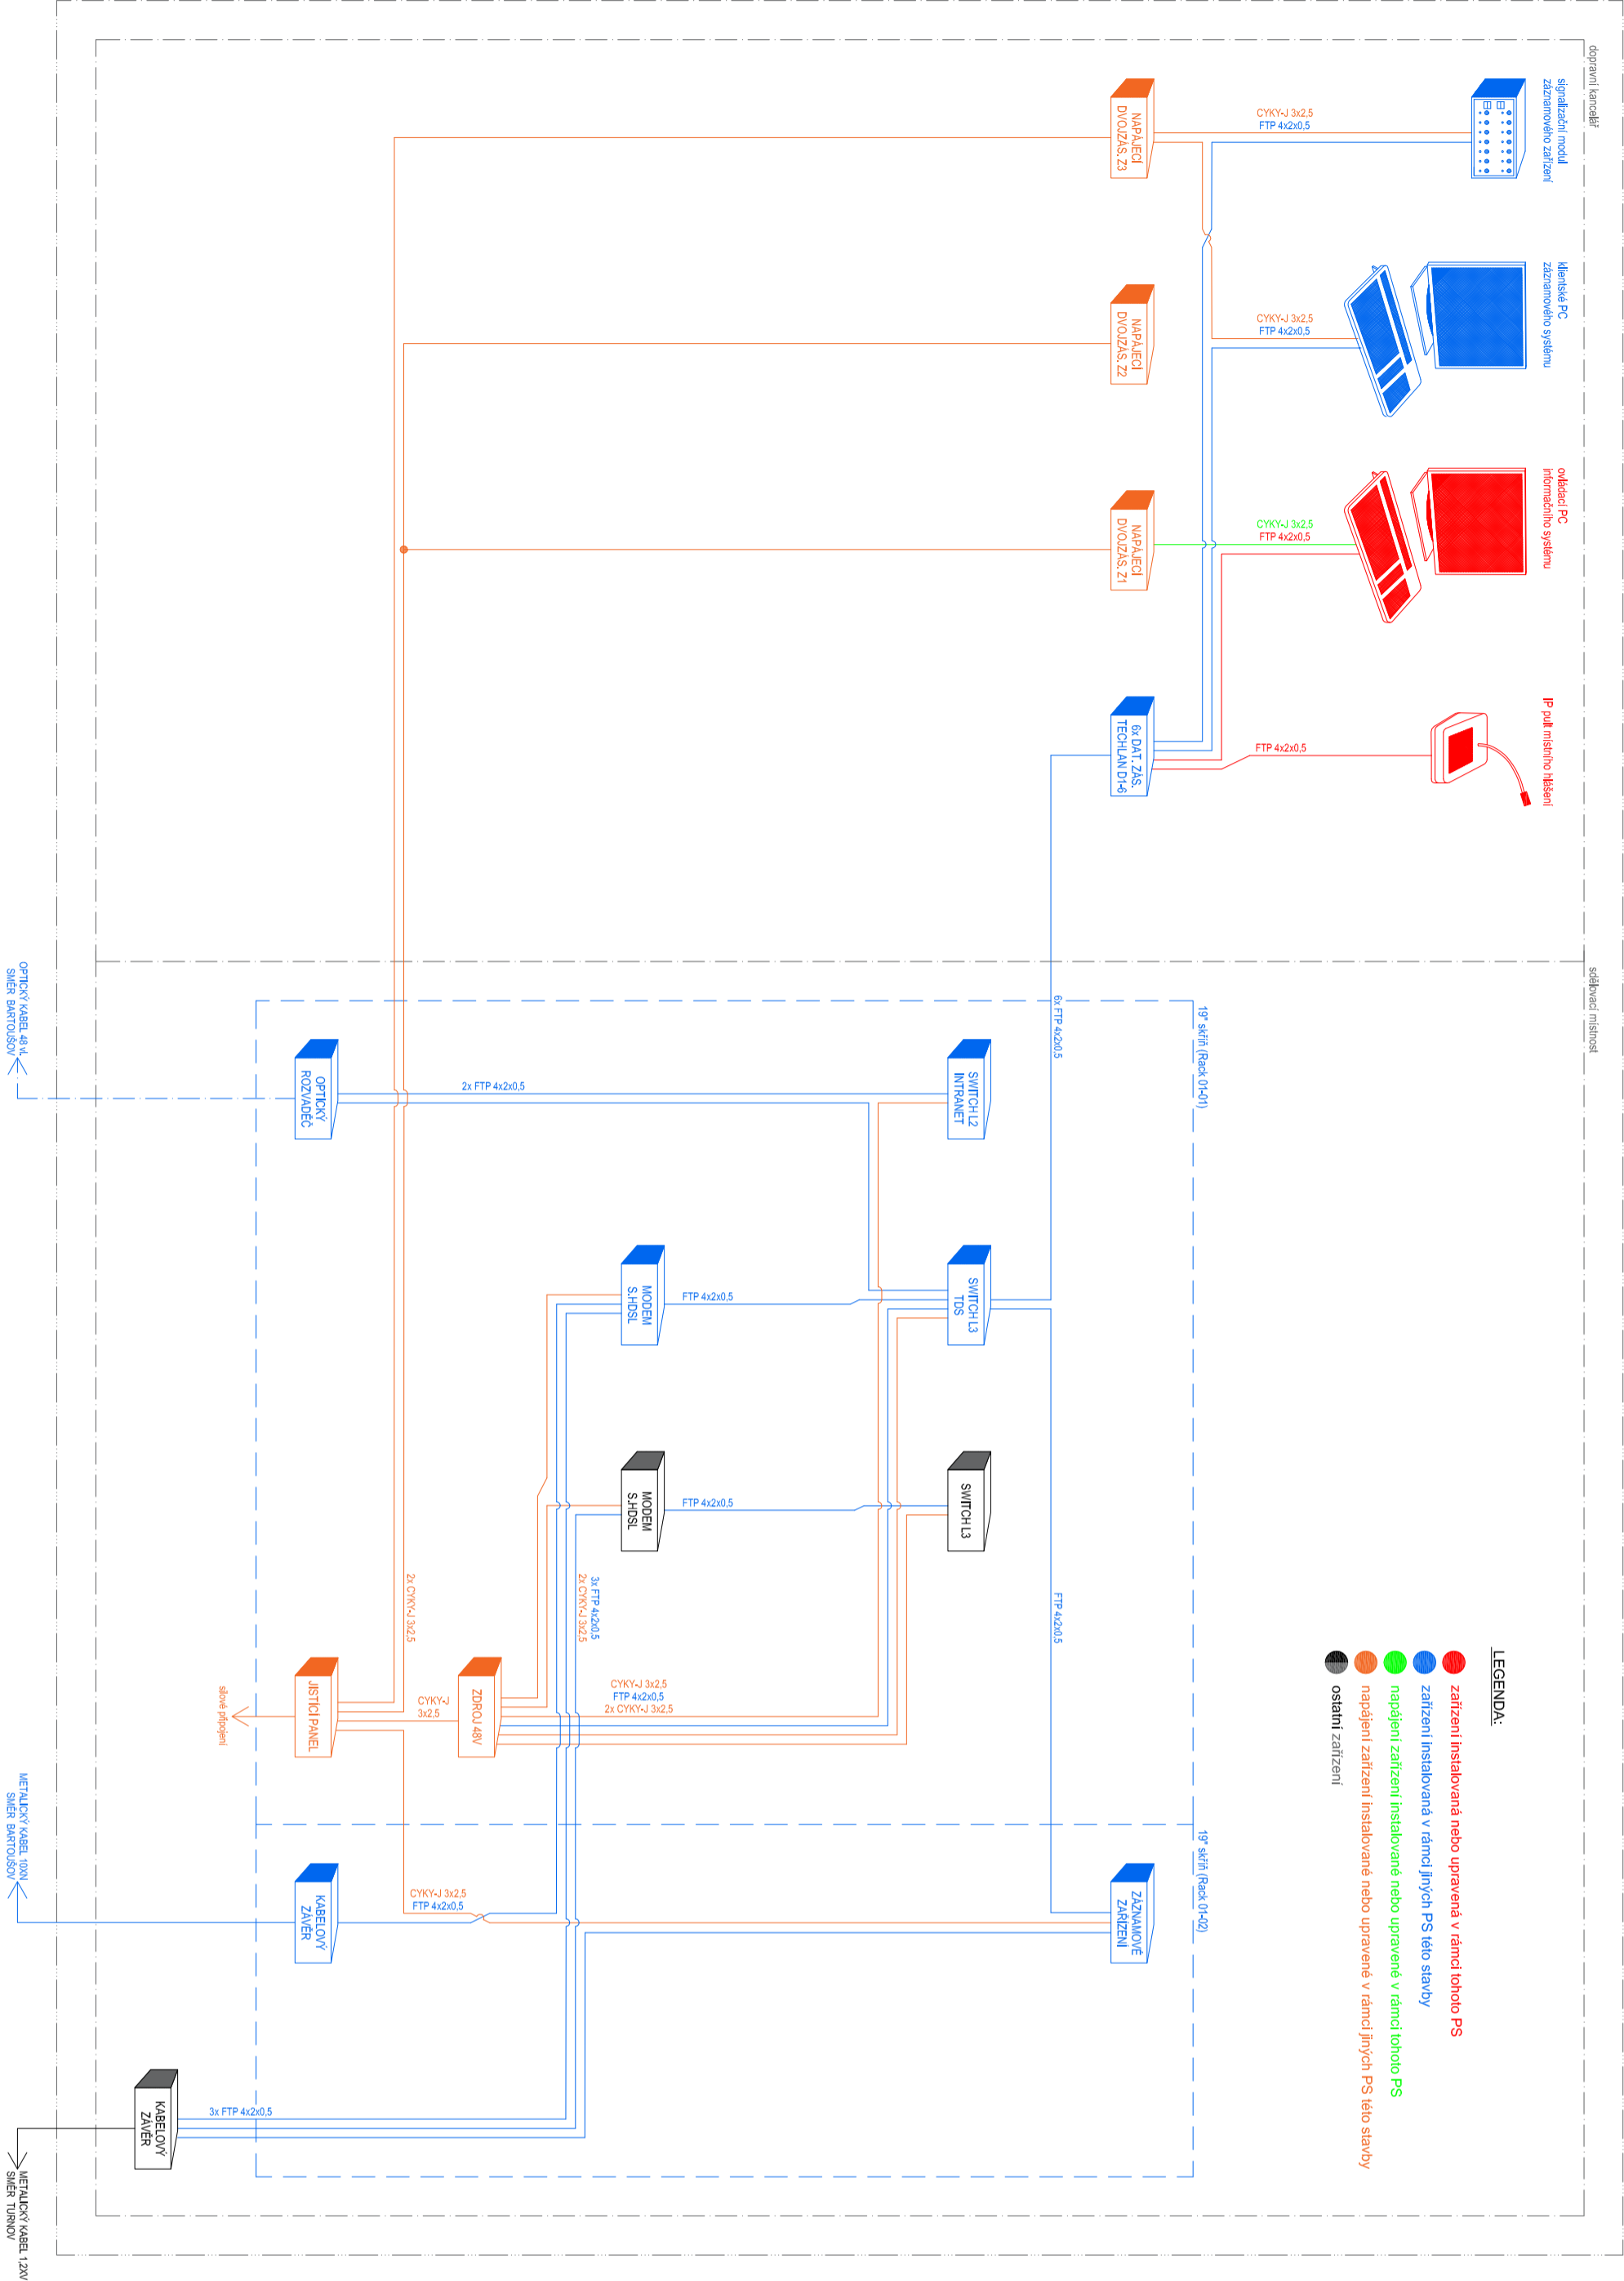 dopravní kancelář
sdělovací místnost
signalizační modul
záznamového zařízení
klientské PC
záznamového systému
ovládací PC
informačního systému
IP pult místního hlášení
CYKY-J 3x2,5
FTP 4x2x0,5
CYKY-J 3x2,5
FTP 4x2x0,5
CYKY-J 3x2,5
FTP 4x2x0,5
FTP 4x2x0,5
NAPÁJECÍ
DVOJZÁS. Z3
NAPÁJECÍ
DVOJZÁS. Z2
NAPÁJECÍ
DVOJZÁS. Z1
6x DAT. ZÁS.
TECHLAN D1-6
LEGENDA:
zařízení instalovaná nebo upravená v rámci tohoto PS
zařízení instalovaná v rámci jiných PS této stavby
napájení zařízení instalované nebo upravené v rámci tohoto PS
napájení zařízení instalované nebo upravené v rámci jiných PS této stavby
ostatní zařízení
19" skříň (Rack 01-01)
19" skříň (Rack 01-02)
6x FTP 4x2x0,5
FTP 4x2x0,5
SWITCH L2
INTRANET
SWITCH L3
TDS
SWITCH L3
ZÁZNAMOVÉ
ZAŘÍZENÍ
FTP 4x2x0,5
FTP 4x2x0,5
MODEM
S.HDSL
MODEM
S.HDSL
CYKY-J 3x2,5
FTP 4x2x0,5
2x CYKY-J 3x2,5
3x FTP 4x2x0,5
2x CYKY-J 3x2,5
2x FTP 4x2x0,5
ZDROJ 48V
CYKY-J
3x2,5
2x CYKY-J 3x2,5
CYKY-J 3x2,5
FTP 4x2x0,5
OPTICKÝ
ROZVADĚČ
JISTÍCÍ PANEL
KABELOVÝ
ZÁVĚR
silové připojení
3x FTP 4x2x0,5
KABELOVÝ
ZÁVĚR
OPTICKÝ KABEL 48 vl.
SMĚR BARTOUŠOV
METALICKÝ KABEL 10XN
SMĚR BARTOUŠOV
METALICKÝ KABEL 1,2XV
SMĚR TURNOV